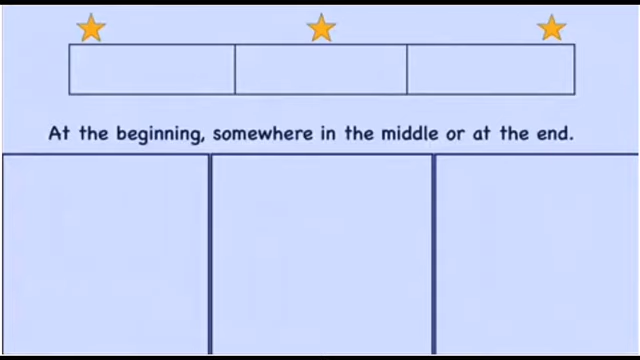 At the beginning, somewhere in the middle or at the end.